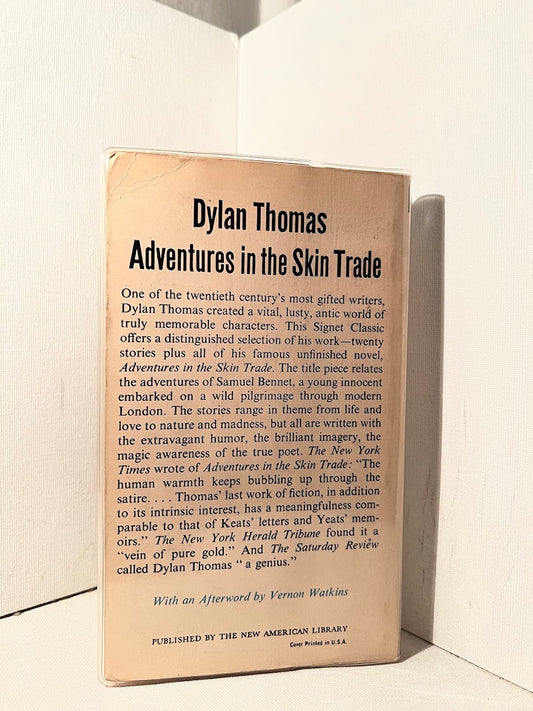 Dylan Thomas
Adventures in the Skin Trade
One of the twentieth century's most gifted writers,
Dylan Thomas created a vital, lusty, antic world of
truly memorable characters. This Signet Classic
offers a distinguished selection of his work—twenty
stories plus all of his famous unfinished novel,
Adventures in the Skin Trade. The title piece relates
the adventures of Samuel Bennet, a young innocent
embarked on a wild pilgrimage through modern
London. The stories range in theme from life and
love to nature and madness, but all are written with
the extravagant humor, the brilliant imagery, the
magic awareness of the true poet. The New York
Times wrote of Adventures in the Skin Trade: "The
human warmth keeps bubbling up through the
satire. . . . Thomas' last work of fiction, in addition
to its intrinsic interest, has a meaningfulness com-
parable to that of Keats' letters and Yeats' mem-
oirs." The New York Herald Tribune found it a
"vein of pure gold." And The Saturday Review
called Dylan Thomas " a genius."
With an Afterword by Vernon Watkins
PUBLISHED BY THE NEW AMERICAN LIBRARY
Cover Printed in U.S.A.